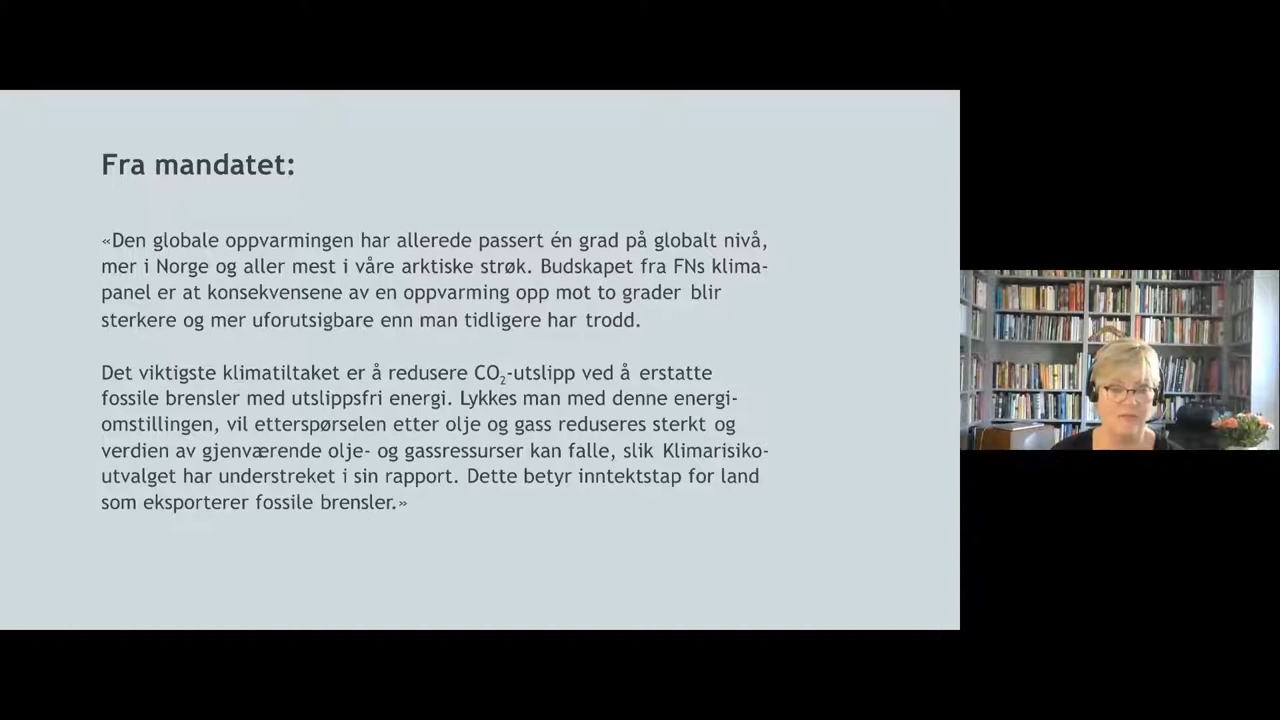 Fra mandatet:
«Den globale oppvarmingen har allerede passert én grad på globalt nivå,
mer i Norge og aller mest i våre arktiske strøk. Budskapet fra FNs klima-
panel er at konsekvensene av en oppvarming opp mot to grader blir
sterkere og mer uforutsigbare enn man tidligere har trodd.
Det viktigste klimatiltaket er å redusere CO₂-utslipp ved å erstatte
fossile brensler med utslippsfri energi. Lykkes man med denne energi-
omstillingen, vil etterspørselen etter olje og gass reduseres sterkt og
verdien av gjenværende olje- og gassressurser kan falle, slik Klimarisiko-
utvalget har understreket i sin rapport. Dette betyr inntektstap for land
som eksporterer fossile brensler.»